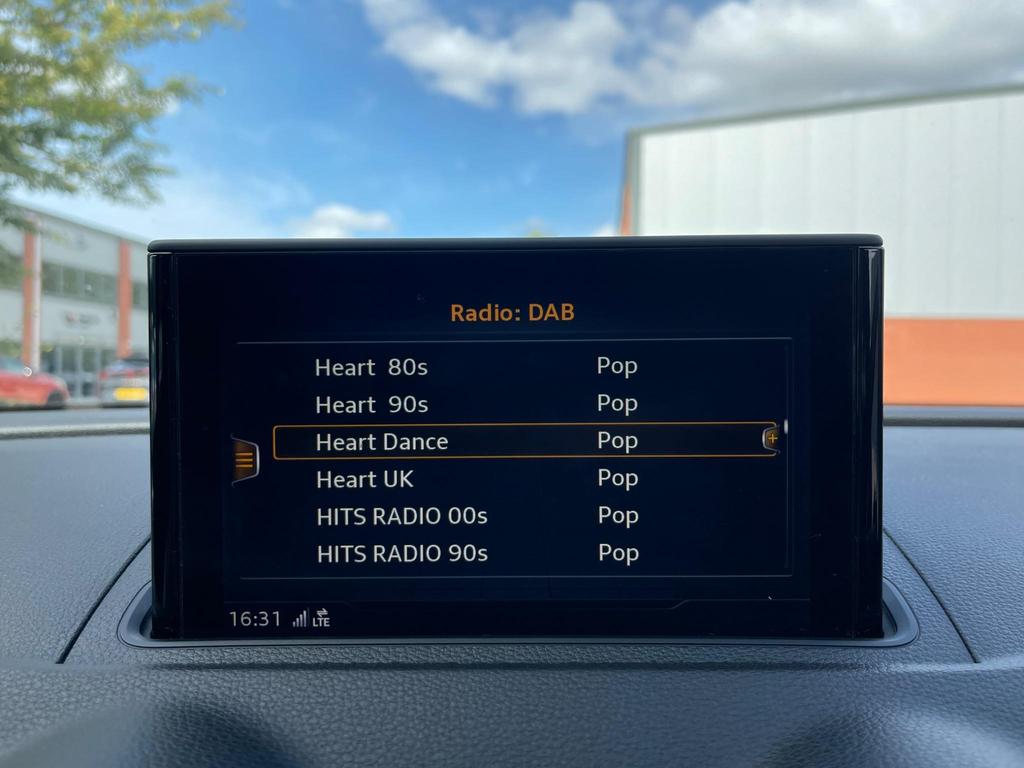 Radio: DAB
Heart 80s Pop
Heart 90s Pop
Heart Dance Pop
Heart UK Pop
HITS RADIO 00s Pop
HITS RADIO 90s Pop
16:31 LTE